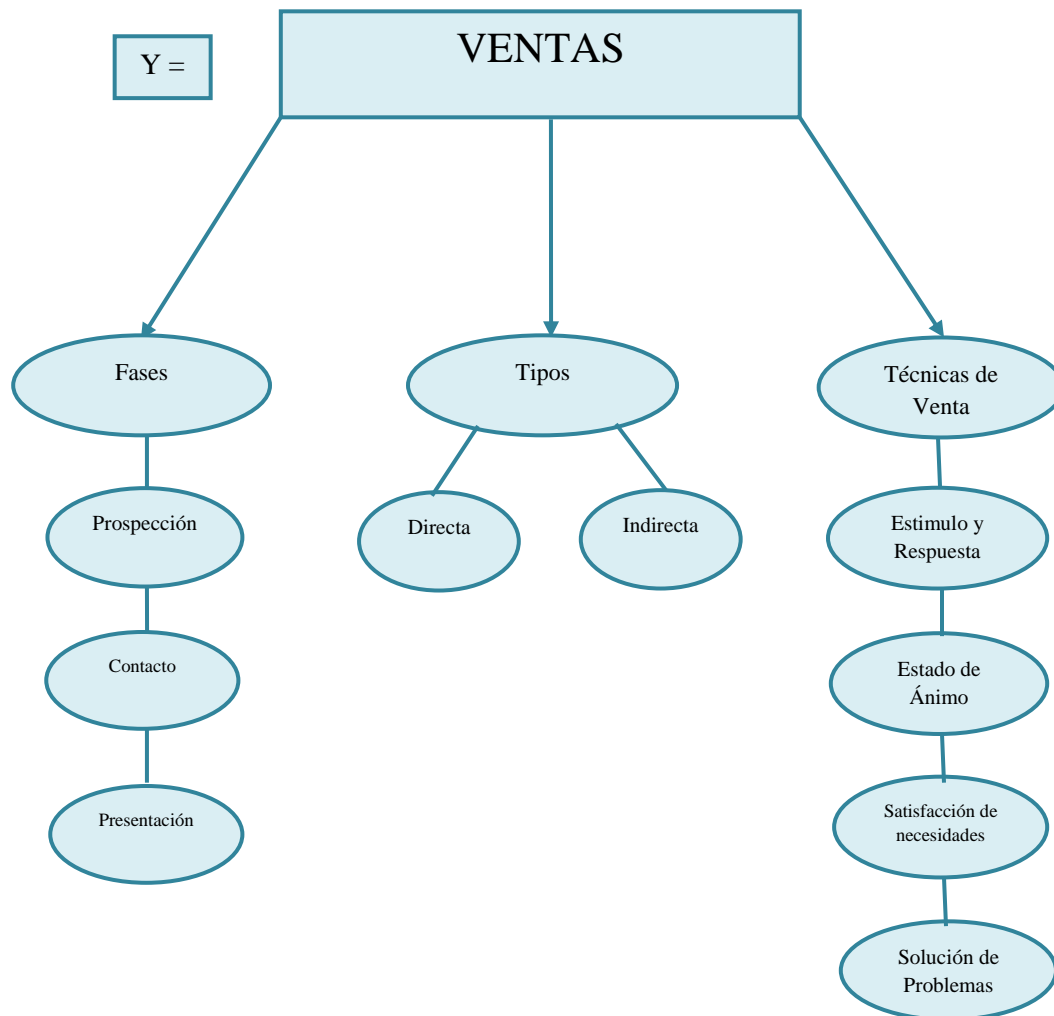 Y =
VENTAS
Fases
Prospección
Contacto
Presentación
Tipos
Directa
Indirecta
Técnicas de
Venta
Estimulo y
Respuesta
Estado de
Ánimo
Satisfacción de
necesidades
Solución de
Problemas